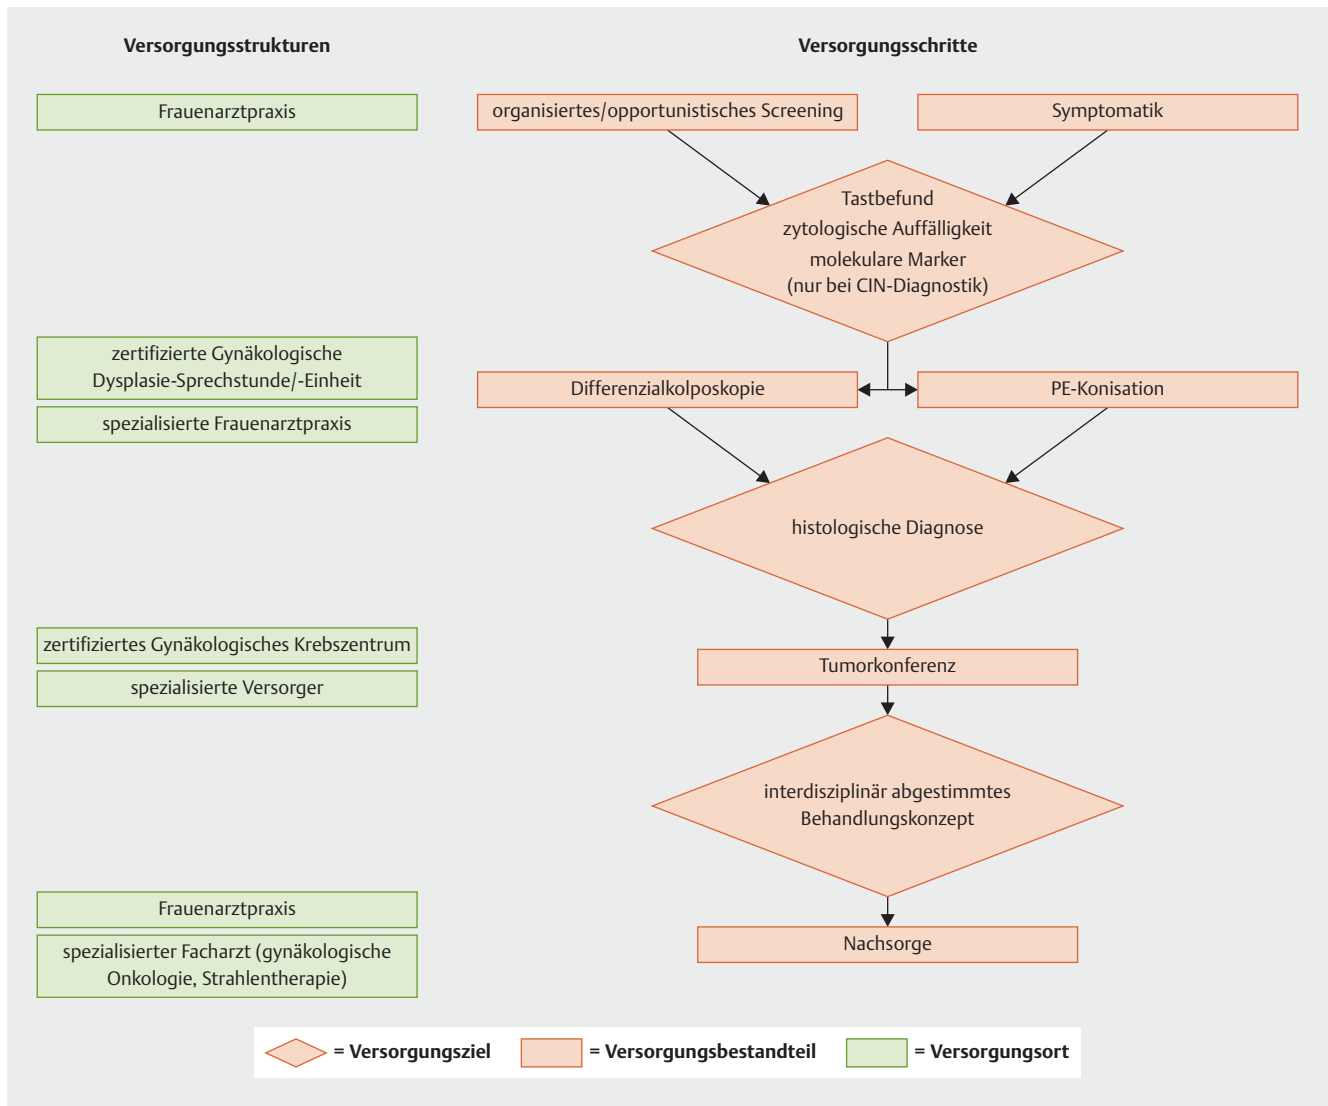 Versorgungsstrukturen
Versorgungsschritte
Frauenarztpraxis
organisiertes/opportunistisches Screening
Symptomatik
Tastbefund
zytologische Auffälligkeit
molekulare Marker
(nur bei CIN-Diagnostik)
zertifizierte Gynäkologische
Dysplasie-Sprechstunde/-Einheit
spezialisierte Frauenarztpraxis
Differenzialkolposkopie
PE-Konisation
histologische Diagnose
zertifiziertes Gynäkologisches Krebszentrum
spezialisierte Versorger
Tumorkonferenz
interdisziplinär abgestimmtes
Behandlungskonzept
Frauenarztpraxis
spezialisierter Facharzt (gynäkologische
Onkologie, Strahlentherapie)
Nachsorge
= Versorgungsziel
= Versorgungsbestandteil
= Versorgungsort